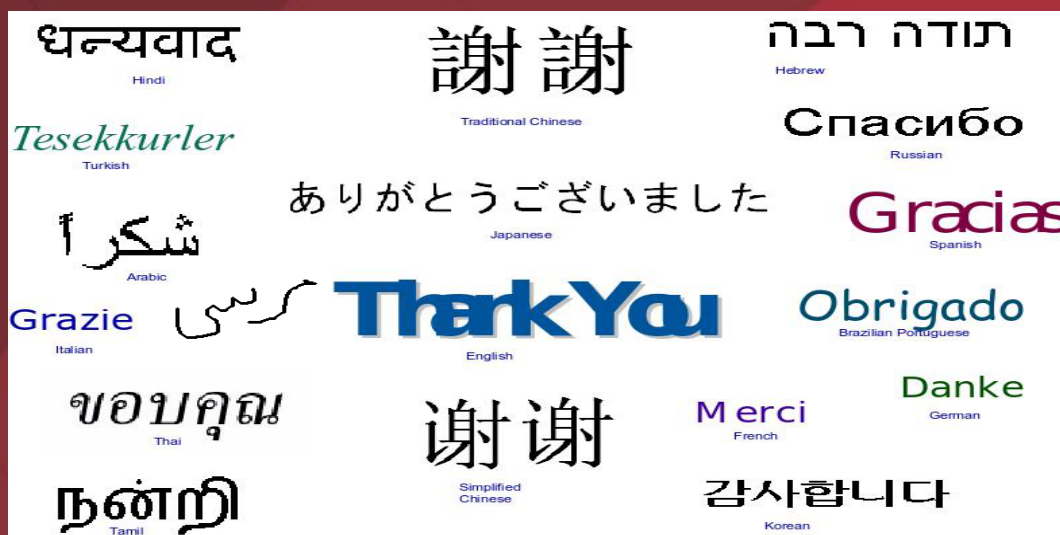 धन्यवाद
Hindi
謝謝
Traditional Chinese
תודה רבה
Hebrew
Tesekkurler
Turkish
Спасибо
Russian
ありがとうございました
Japanese
Gracias
Spanish
شكراً
Arabic
Grazie
Italian
مرسی
Thank You
English
Obrigado
Brazilian Portuguese
ขอบคุณ
Thai
谢谢
Simplified
Chinese
Merci
French
Danke
German
நன்றி
Tamil
감사합니다
Korean